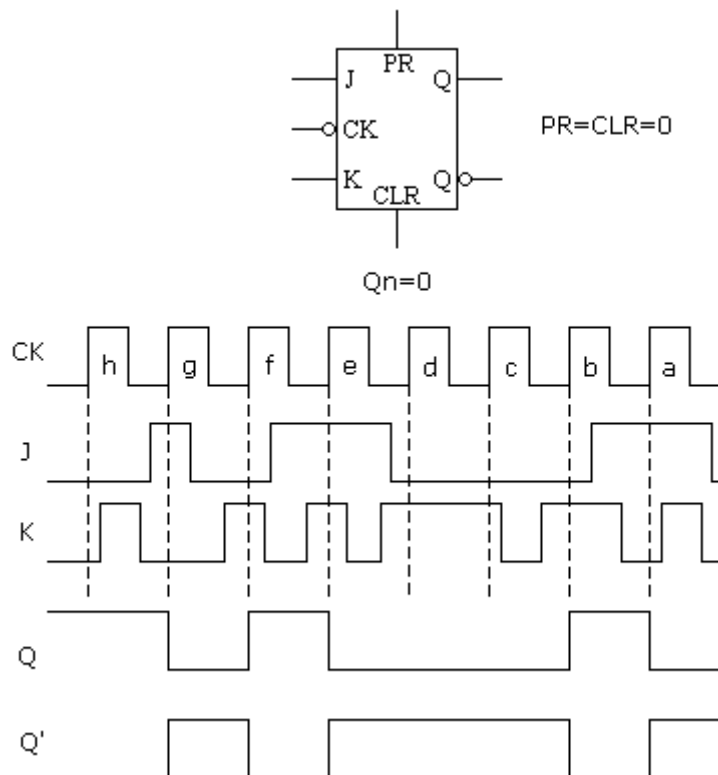 PR
J Q
CK
PR=CLR=0
K Q
CLR
Qn=0
CK h g f e d c b a
J
K
Q
Q'